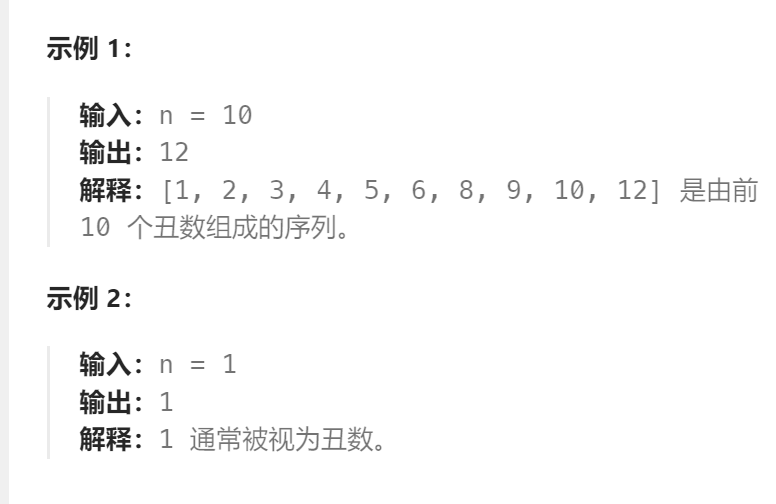 示例 1：
输入：n = 10
输出：12
解释：[1, 2, 3, 4, 5, 6, 8, 9, 10, 12] 是由前
10 个丑数组成的序列。
示例 2：
输入：n = 1
输出：1
解释：1 通常被视为丑数。